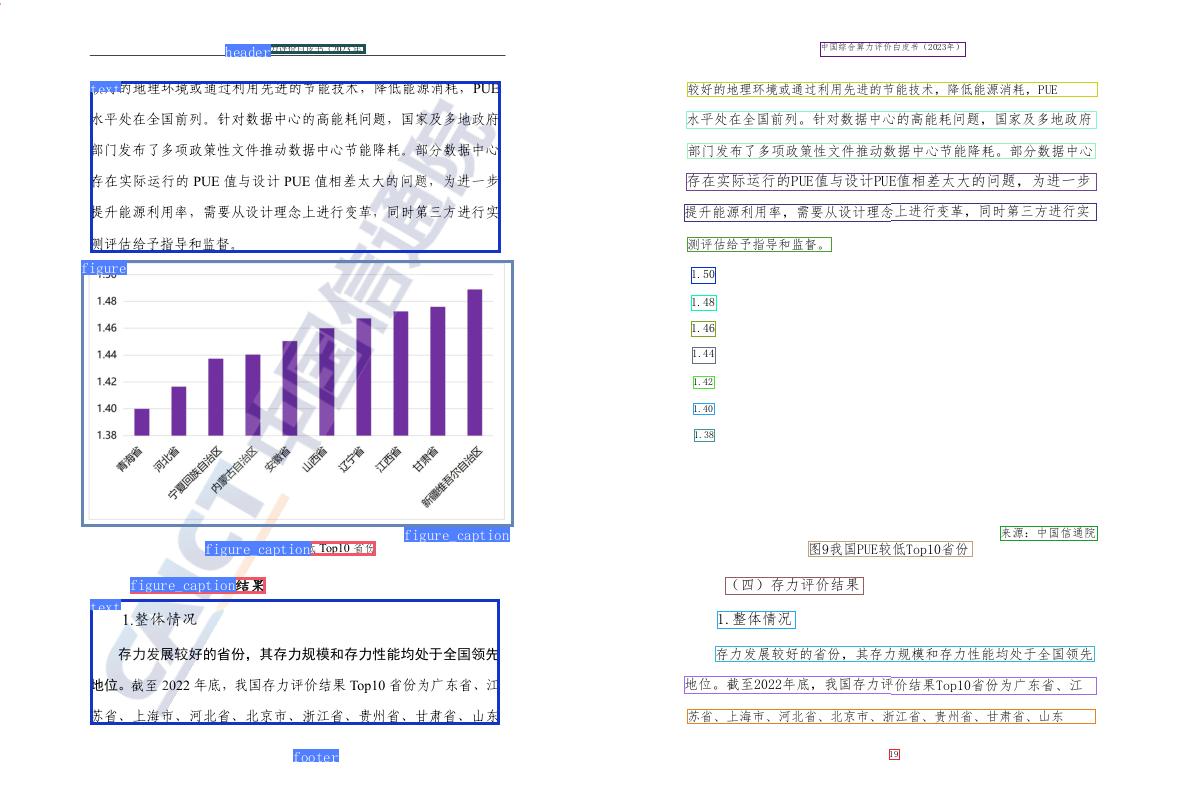 header
text
较好的地理环境或通过利用先进的节能技术，降低能源消耗，PUE
水平处在全国前列。针对数据中心的高能耗问题，国家及多地政府
部门发布了多项政策性文件推动数据中心节能降耗。部分数据中心
存在实际运行的 PUE 值与设计 PUE 值相差太大的问题，为进一步
提升能源利用率，需要从设计理念上进行变革，同时第三方进行实
测评估给予指导和监督。
figure
1.50
1.48
1.46
1.44
1.42
1.40
1.38
青海省
河北省
宁夏回族自治区
内蒙古自治区
安徽省
山西省
辽宁省
江西省
甘肃省
新疆维吾尔自治区
CAICT 中国信通院
figure_caption
figure_caption Top10 省份
figure_caption 结果
text
1.整体情况
存力发展较好的省份，其存力规模和存力性能均处于全国领先
地位。截至 2022 年底，我国存力评价结果 Top10 省份为广东省、江
苏省、上海市、河北省、北京市、浙江省、贵州省、甘肃省、山东
footer
中国综合算力评价白皮书（2023年）
较好的地理环境或通过利用先进的节能技术，降低能源消耗，PUE
水平处在全国前列。针对数据中心的高能耗问题，国家及多地政府
部门发布了多项政策性文件推动数据中心节能降耗。部分数据中心
存在实际运行的PUE值与设计PUE值相差太大的问题，为进一步
提升能源利用率，需要从设计理念上进行变革，同时第三方进行实
测评估给予指导和监督。
1.50
1.48
1.46
1.44
1.42
1.40
1.38
来源：中国信通院
图9我国PUE较低Top10省份
（四）存力评价结果
1.整体情况
存力发展较好的省份，其存力规模和存力性能均处于全国领先
地位。截至2022年底，我国存力评价结果Top10省份为广东省、江
苏省、上海市、河北省、北京市、浙江省、贵州省、甘肃省、山东
19